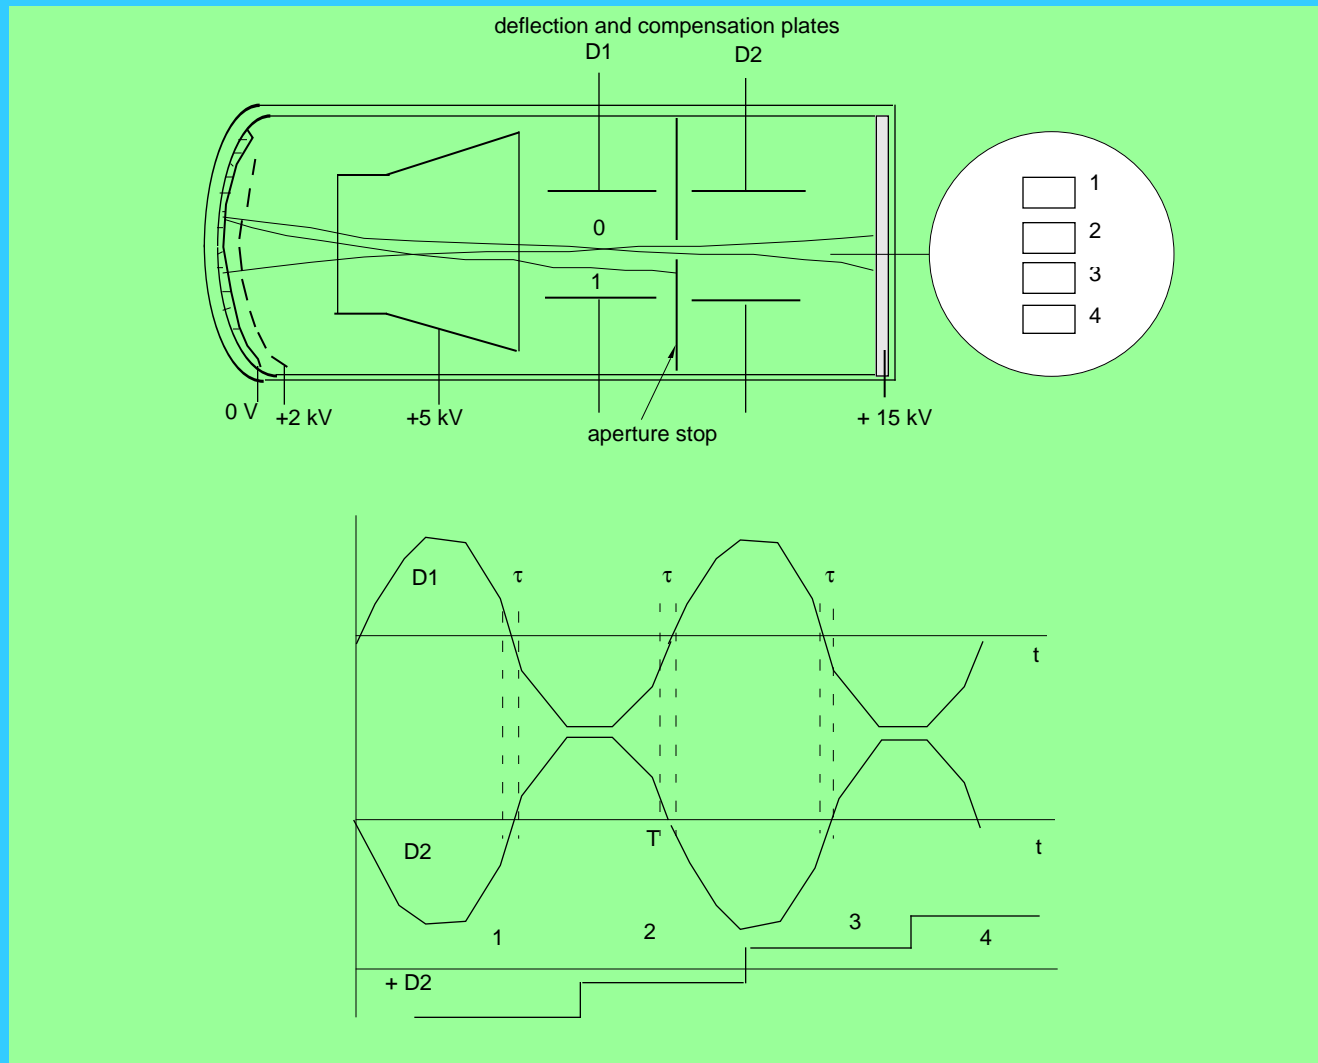 deflection and compensation plates
D1 D2
1
2
0
3
1
4
0 V +2 kV +5 kV + 15 kV
aperture stop
D1 τ τ τ
t
T
D2 t
1 2 3 4
+ D2